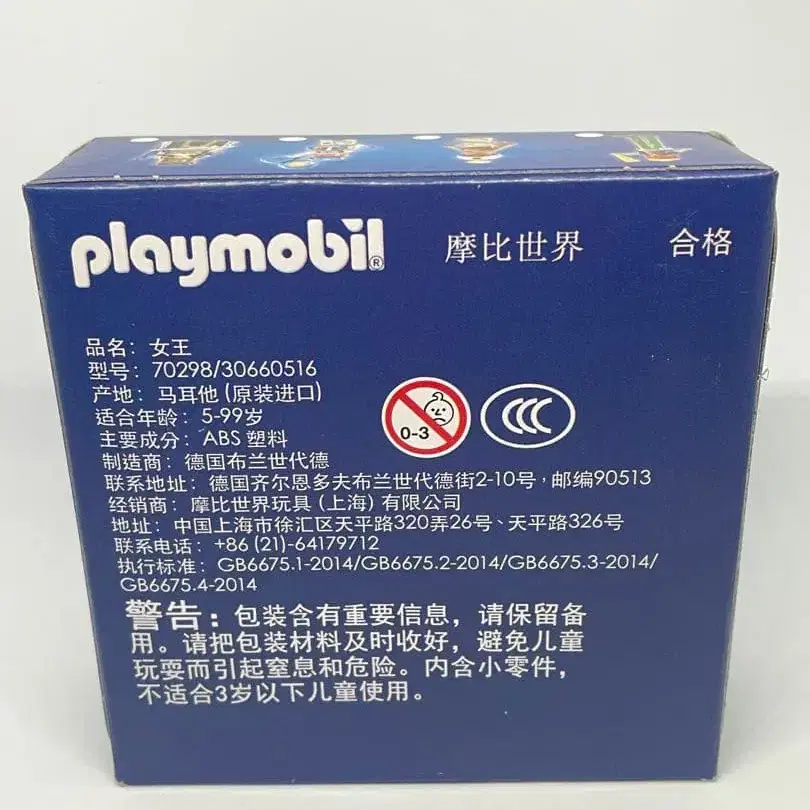 playmobil® 摩比世界 合格
品名：女王
型号：70298/30660516
产地：马耳他 (原装进口)
适合年龄：5-99岁
主要成分：ABS 塑料
制造商：德国布兰世代德
联系地址：德国齐尔恩多夫布兰世代德街2-10号，邮编90513
经销商：摩比世界玩具 (上海) 有限公司
地址：中国上海市徐汇区天平路320弄26号、天平路326号
联系电话：+86 (21)-64179712
执行标准：GB6675.1-2014/GB6675.2-2014/GB6675.3-2014/
GB6675.4-2014
0-3
CCC
警告：包装含有重要信息，请保留备
用。请把包装材料及时收好，避免儿童
玩耍而引起窒息和危险。内含小零件，
不适合3岁以下儿童使用。